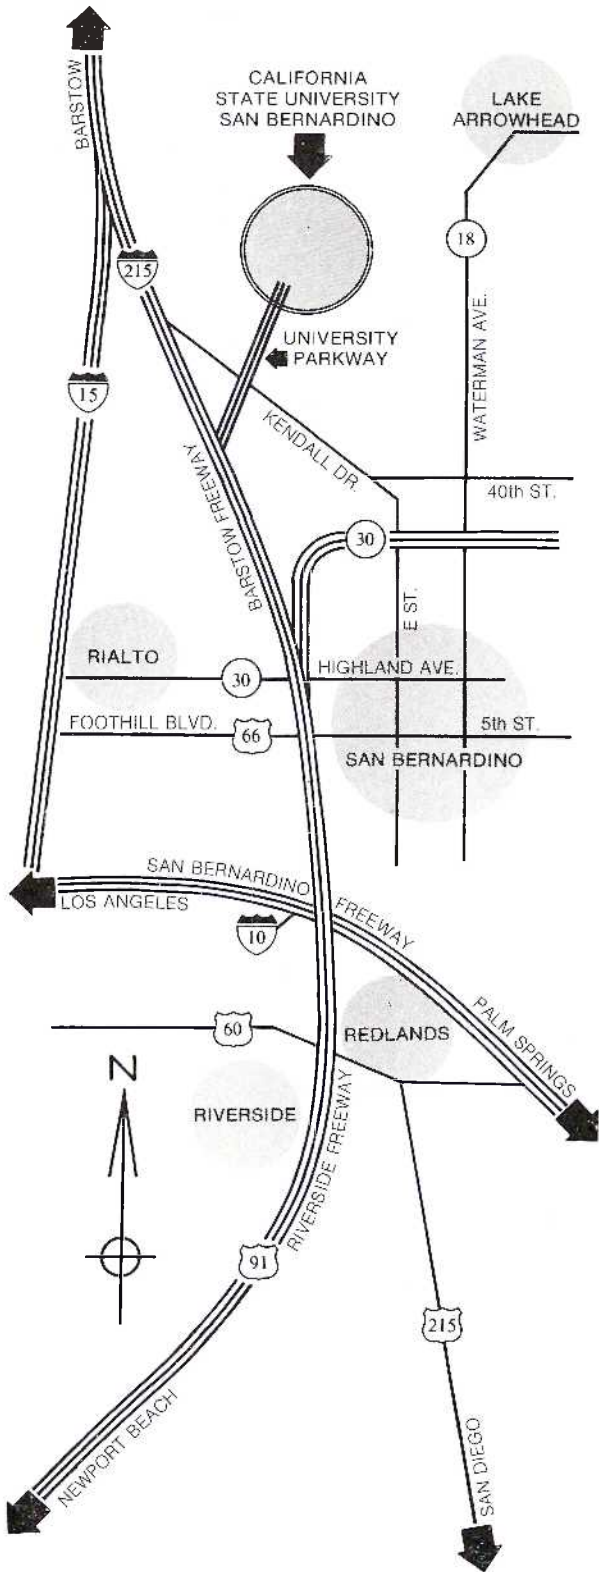 BARSTOW
CALIFORNIA
STATE UNIVERSITY
SAN BERNARDINO
LAKE
ARROWHEAD
18
215
UNIVERSITY
PARKWAY
WATERMAN AVE.
15
KENDALL DR.
BARSTOW FREEWAY
40th ST.
30
E ST.
RIALTO
30
HIGHLAND AVE.
FOOTHILL BLVD.
66
5th ST.
SAN BERNARDINO
SAN BERNARDINO FREEWAY
LOS ANGELES
10
PALM SPRINGS
60
REDLANDS
N
RIVERSIDE
RIVERSIDE FREEWAY
91
215
NEWPORT BEACH
SAN DIEGO